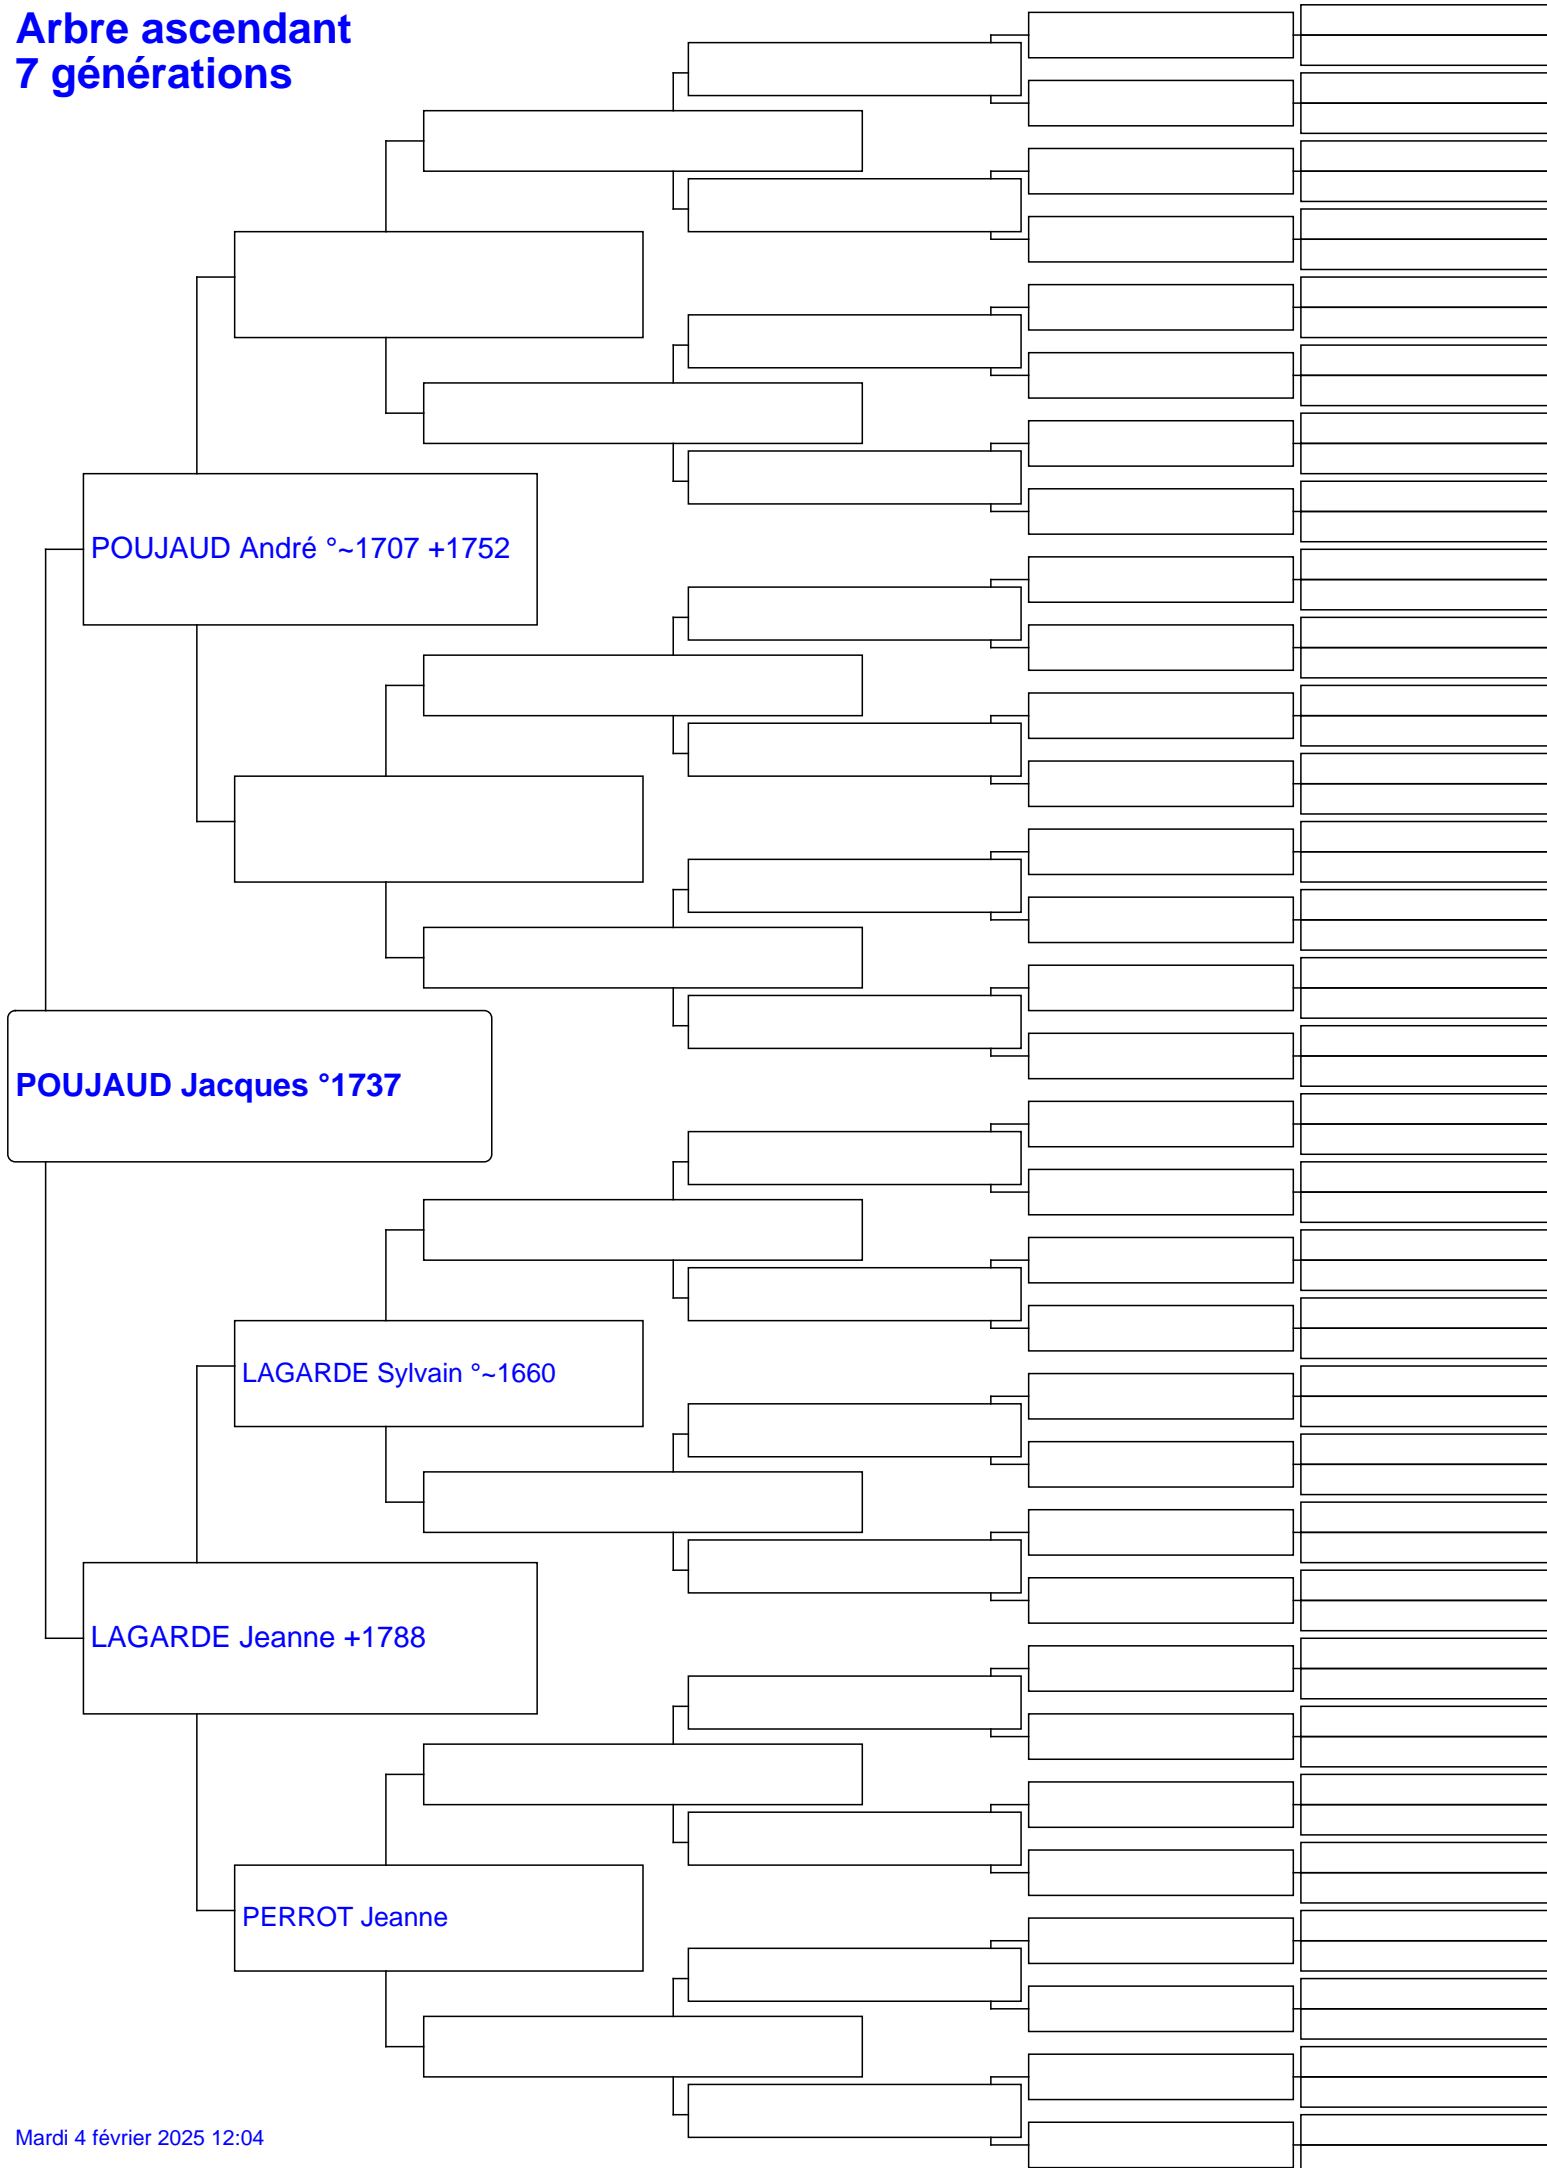 Arbre ascendant
7 générations
POUJAUD André °~1707 +1752
POUJAUD Jacques °1737
LAGARDE Sylvain °~1660
LAGARDE Jeanne +1788
PERROT Jeanne
Mardi 4 février 2025 12:04